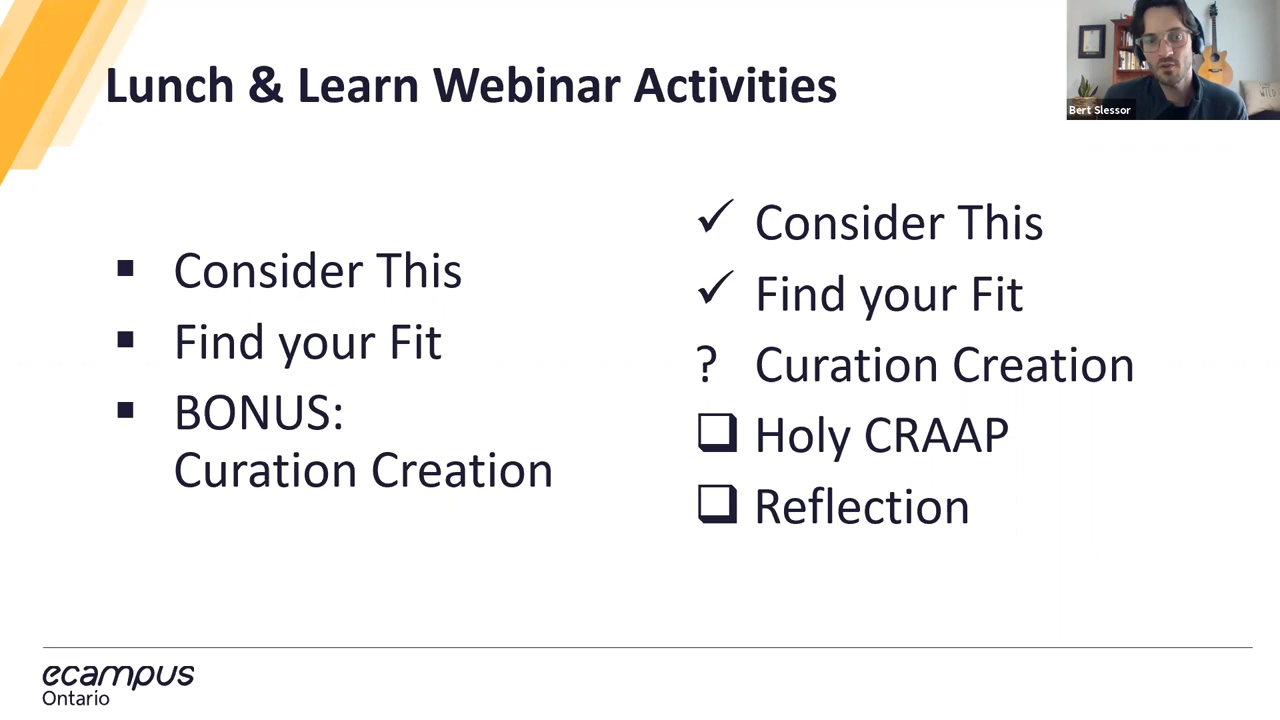 Lunch & Learn Webinar Activities
Bert Slessor
▪ Consider This
▪ Find your Fit
▪ BONUS:
Curation Creation
✓ Consider This
✓ Find your Fit
? Curation Creation
❑ Holy CRAAP
❑ Reflection
ecampus
Ontario